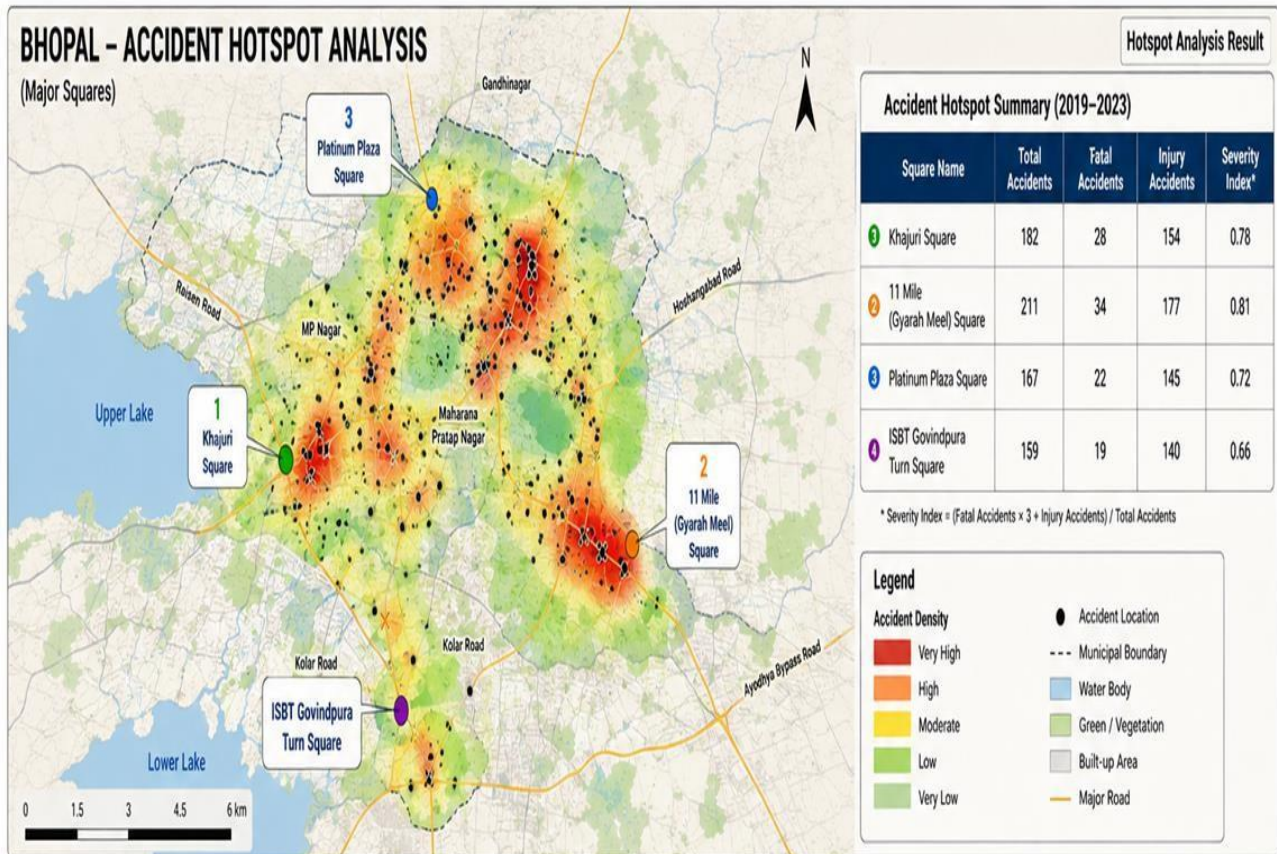 BHOPAL – ACCIDENT HOTSPOT ANALYSIS
(Major Squares)
Gandhinagar
N
3
Platinum Plaza
Square
Raisen Road
Hoshangabad Road
MP Nagar
Upper Lake
1
Khajuri
Square
Maharana
Pratap Nagar
2
11 Mile
(Gyarah Meel)
Square
Kolar Road
Kolar Road
Ayodhya Bypass Road
ISBT Govindpura
Turn Square
Lower Lake
0 1.5 3 4.5 6 km
Hotspot Analysis Result
Accident Hotspot Summary (2019–2023)
Square Name Total Accidents Fatal Accidents Injury Accidents Severity Index*
3 Khajuri Square 182 28 154 0.78
2 11 Mile (Gyarah Meel) Square 211 34 177 0.81
3 Platinum Plaza Square 167 22 145 0.72
4 ISBT Govindpura Turn Square 159 19 140 0.66
* Severity Index = (Fatal Accidents × 3 + Injury Accidents) / Total Accidents
Legend
Accident Density
Very High
High
Moderate
Low
Very Low
Accident Location
Municipal Boundary
Water Body
Green / Vegetation
Built-up Area
Major Road